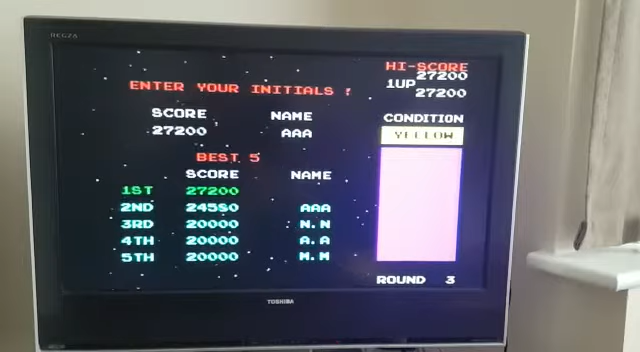 REGZA
HI-SCORE
27200
ENTER YOUR INITIALS !
1UP
27200
SCORE NAME
27200 AAA
CONDITION
YELLOW
BEST 5
SCORE NAME
1ST 27200
2ND 24550 AAA
3RD 20000 N.N
4TH 20000 A.A
5TH 20000 M.M
ROUND 3
TOSHIBA